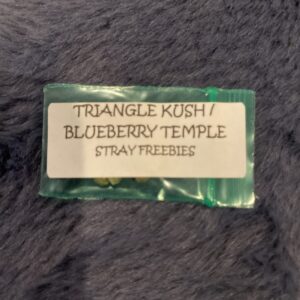 TRIANGLE KUSH /
BLUEBERRY TEMPLE
STRAY FREEBIES